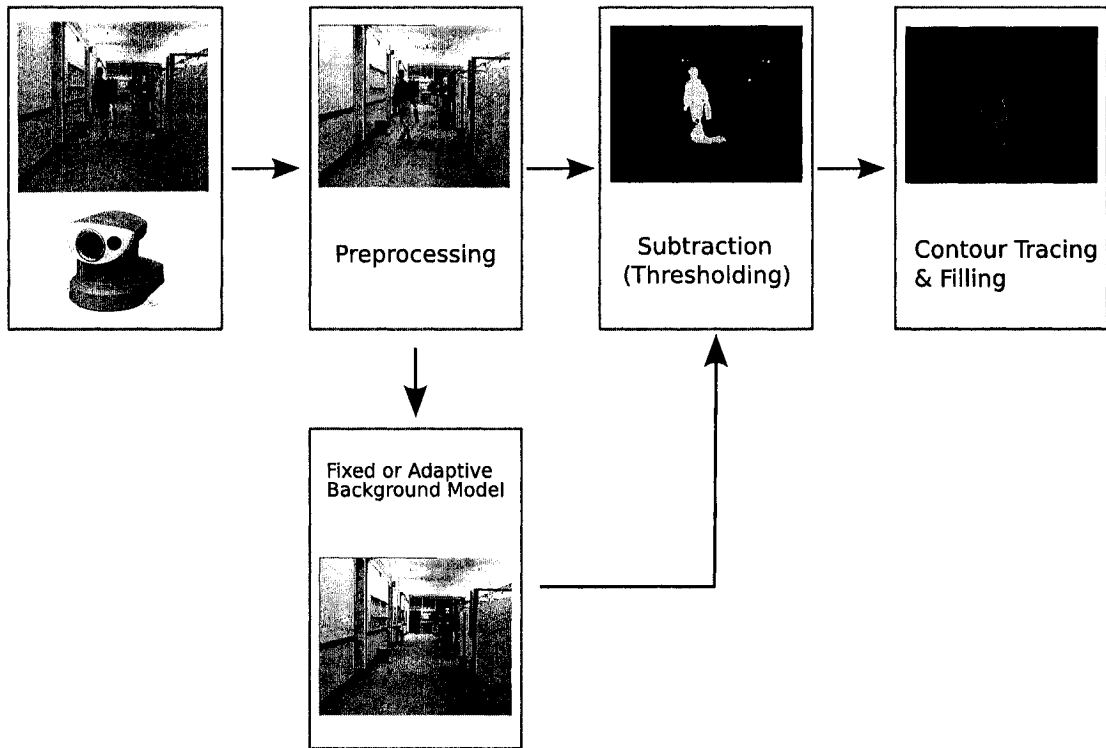 Preprocessing
Subtraction
(Thresholding)
Contour Tracing
& Filling
Fixed or Adaptive
Background Model